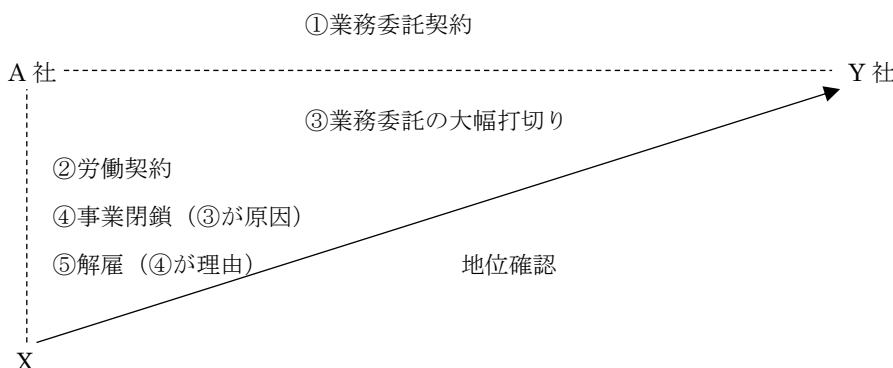 ①業務委託契約
A 社
Y 社
③業務委託の大幅打切り
②労働契約
④事業閉鎖（③が原因）
⑤解雇（④が理由）
地位確認
X